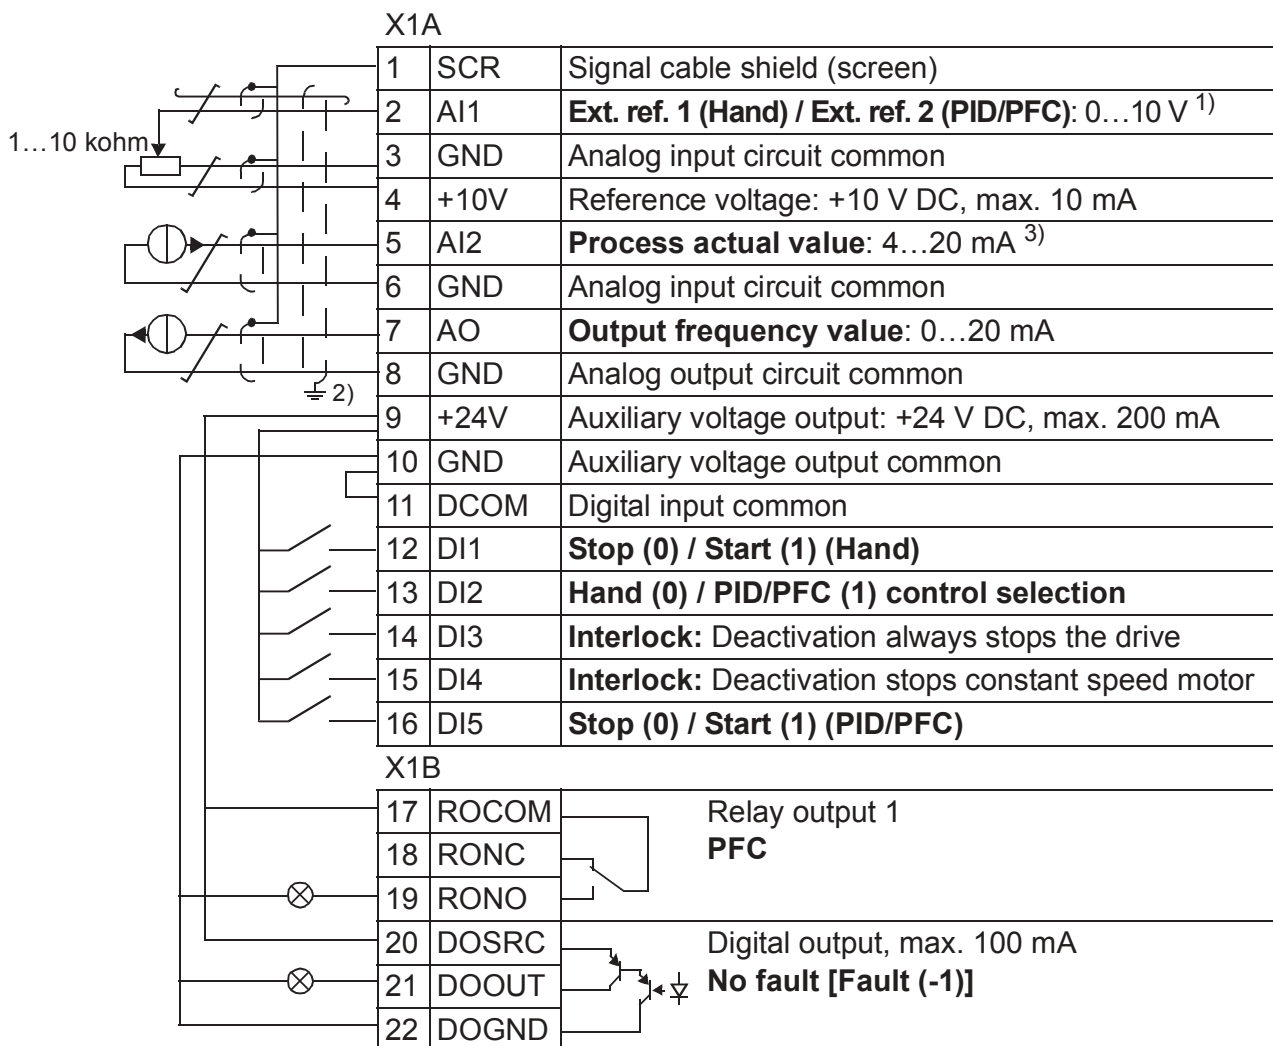 X1A
1 SCR Signal cable shield (screen)
2 AI1 Ext. ref. 1 (Hand) / Ext. ref. 2 (PID/PFC): 0…10 V 1)
1…10 kohm
3 GND Analog input circuit common
4 +10V Reference voltage: +10 V DC, max. 10 mA
5 AI2 Process actual value: 4…20 mA 3)
6 GND Analog input circuit common
7 AO Output frequency value: 0…20 mA
8 GND Analog output circuit common
2)
9 +24V Auxiliary voltage output: +24 V DC, max. 200 mA
10 GND Auxiliary voltage output common
11 DCOM Digital input common
12 DI1 Stop (0) / Start (1) (Hand)
13 DI2 Hand (0) / PID/PFC (1) control selection
14 DI3 Interlock: Deactivation always stops the drive
15 DI4 Interlock: Deactivation stops constant speed motor
16 DI5 Stop (0) / Start (1) (PID/PFC)
X1B
17 ROCOM Relay output 1
18 RONC PFC
19 RONO
20 DOSRC Digital output, max. 100 mA
21 DOOUT No fault [Fault (-1)]
22 DOGND